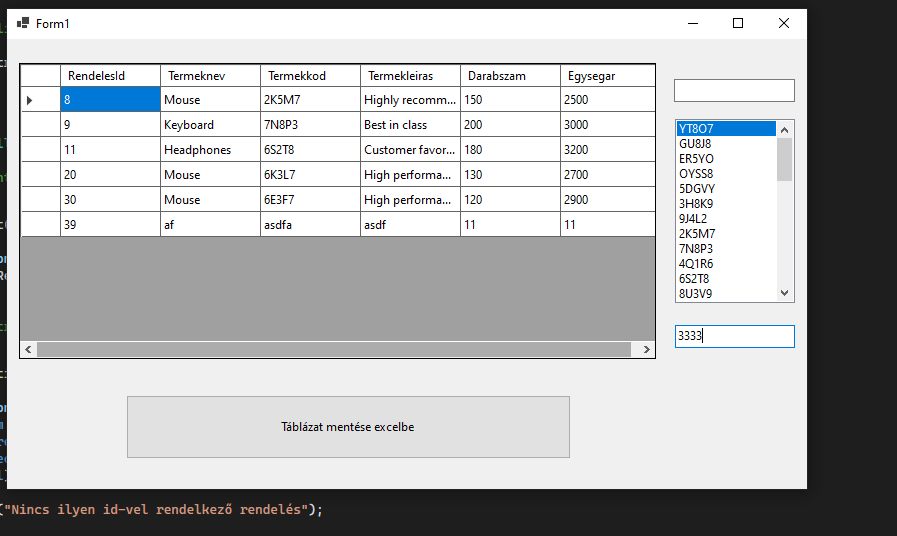 Form1
RendelesId Termeknev Termekkod Termekleiras Darabszam Egysegar
8 Mouse 2K5M7 Highly recomm... 150 2500
9 Keyboard 7N8P3 Best in class 200 3000
11 Headphones 6S2T8 Customer favor... 180 3200
20 Mouse 6K3L7 High performa... 130 2700
30 Mouse 6E3F7 High performa... 120 2900
39 af asdfa asdf 11 11
YT8O7
GU8J8
ER5YO
OYSS8
5DGVY
3H8K9
9J4L2
2K5M7
7N8P3
4Q1R6
6S2T8
8U3V9
3333
Táblázat mentése excelbe
("Nincs ilyen id-vel rendelkező rendelés");